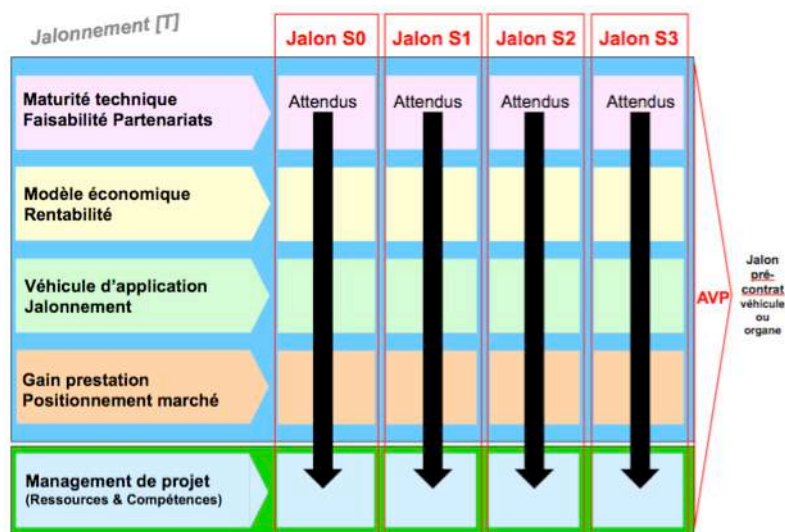 Jalonnement [T]
Jalon S0
Jalon S1
Jalon S2
Jalon S3
Maturité technique
Faisabilité Partenariats
Attendus
Attendus
Attendus
Attendus
Modèle économique
Rentabilité
Véhicule d'application
Jalonnement
Gain prestation
Positionnement marché
Management de projet
(Ressources & Compétences)
AVP
Jalon
pré-
contrat
véhicule
ou
organe